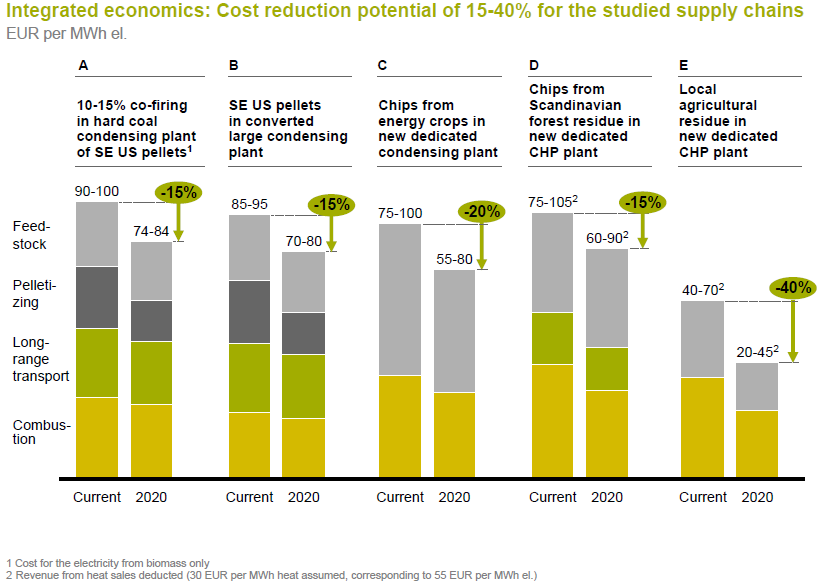 Integrated economics: Cost reduction potential of 15-40% for the studied supply chains
EUR per MWh el.
A
10-15% co-firing
in hard coal
condensing plant
of SE US pellets1
B
SE US pellets
in converted
large condensing
plant
C
Chips from
energy crops in
new dedicated
condensing plant
D
Chips from
Scandinavian
forest residue in
new dedicated
CHP plant
E
Local
agricultural
residue in
new dedicated
CHP plant
90-100
-15%
74-84
85-95
-15%
70-80
75-100
-20%
55-80
75-1052
-15%
60-902
40-702
-40%
20-452
Feed-
stock
Pelleti-
zing
Long-
range
transport
Combus-
tion
Current 2020
Current 2020
Current 2020
Current 2020
Current 2020
1 Cost for the electricity from biomass only
2 Revenue from heat sales deducted (30 EUR per MWh heat assumed, corresponding to 55 EUR per MWh el.)